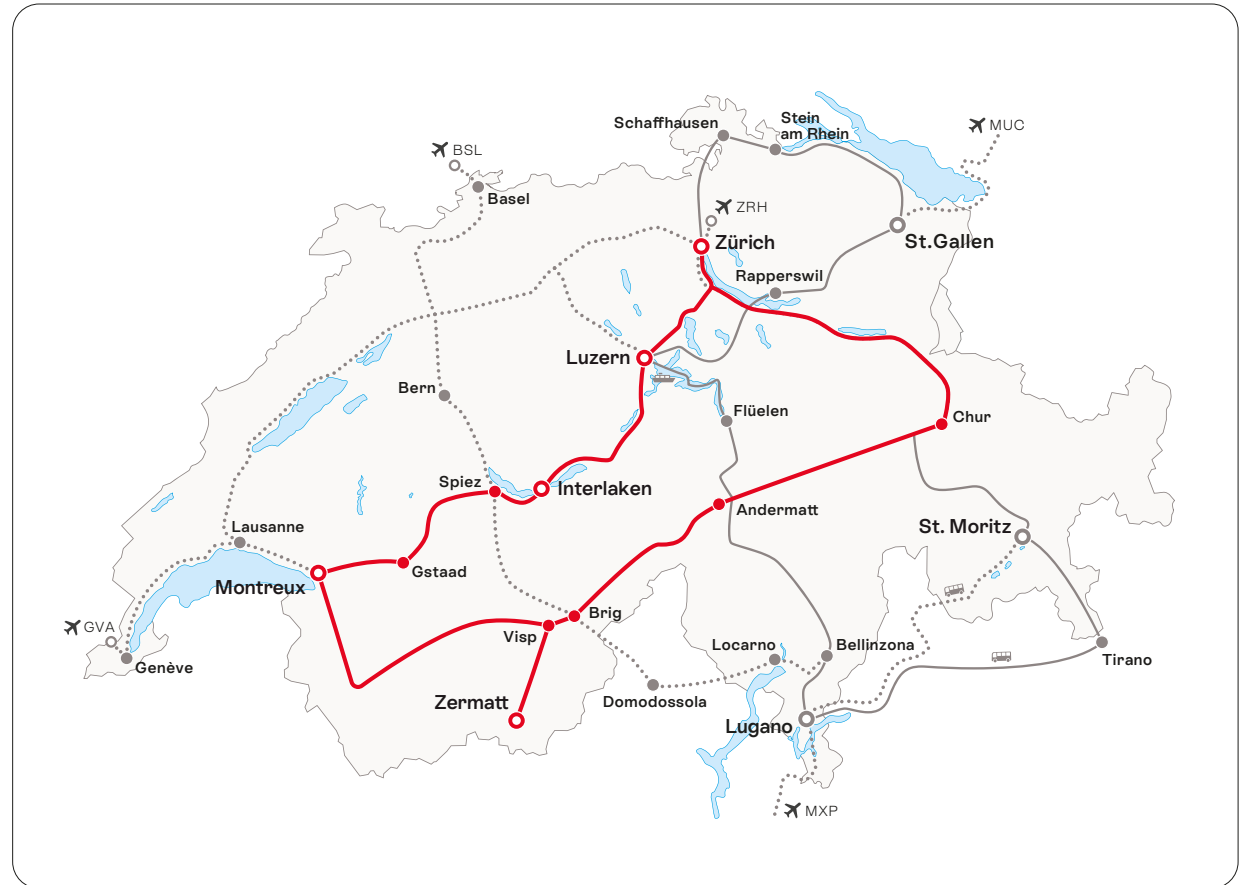 Schaffhausen
Stein
am Rhein
MUC
BSL
Basel
ZRH
Zürich
St.Gallen
Rapperswil
Luzern
Bern
Flüelen
Chur
Spiez
Interlaken
Andermatt
Lausanne
St. Moritz
Gstaad
Montreux
Brig
GVA
Visp
Genève
Locarno
Bellinzona
Tirano
Zermatt
Domodossola
Lugano
MXP